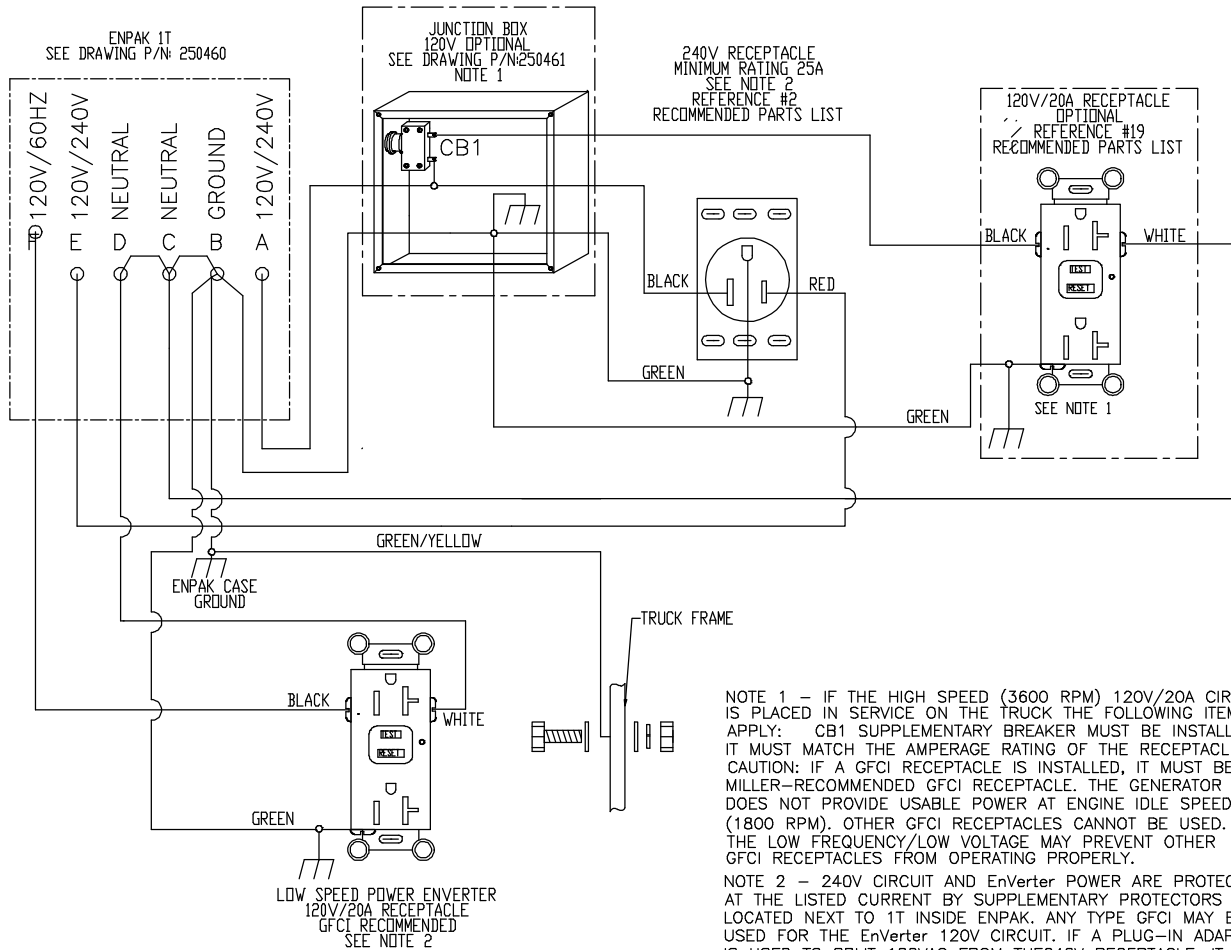 ENPAK 1T
SEE DRAWING P/N: 250460
120V/60HZ
120V/240V
NEUTRAL
NEUTRAL
GROUND
120V/240V
F
E
D
C
B
A
JUNCTION BOX
120V OPTIONAL
SEE DRAWING P/N:250461
NOTE 1
CB1
240V RECEPTACLE
MINIMUM RATING 25A
SEE NOTE 2
REFERENCE #2
RECOMMENDED PARTS LIST
120V/20A RECEPTACLE
OPTIONAL
REFERENCE #19
RECOMMENDED PARTS LIST
BLACK
WHITE
TEST
RESET
SEE NOTE 1
BLACK
RED
GREEN
GREEN
GREEN/YELLOW
ENPAK CASE
GROUND
TRUCK FRAME
BLACK
WHITE
TEST
RESET
GREEN
LOW SPEED POWER ENVERTER
120V/20A RECEPTACLE
GFCI RECOMMENDED
SEE NOTE 2
NOTE 1 – IF THE HIGH SPEED (3600 RPM) 120V/20A CIR
IS PLACED IN SERVICE ON THE TRUCK THE FOLLOWING ITEM
APPLY: CB1 SUPPLEMENTARY BREAKER MUST BE INSTALL
IT MUST MATCH THE AMPERAGE RATING OF THE RECEPTACL
CAUTION: IF A GFCI RECEPTACLE IS INSTALLED, IT MUST BE
MILLER–RECOMMENDED GFCI RECEPTACLE. THE GENERATOR
DOES NOT PROVIDE USABLE POWER AT ENGINE IDLE SPEED
(1800 RPM). OTHER GFCI RECEPTACLES CANNOT BE USED.
THE LOW FREQUENCY/LOW VOLTAGE MAY PREVENT OTHER
GFCI RECEPTACLES FROM OPERATING PROPERLY.
NOTE 2 – 240V CIRCUIT AND EnVerter POWER ARE PROTEC
AT THE LISTED CURRENT BY SUPPLEMENTARY PROTECTORS
LOCATED NEXT TO 1T INSIDE ENPAK. ANY TYPE GFCI MAY B
USED FOR THE EnVerter 120V CIRCUIT. IF A PLUG–IN ADAP